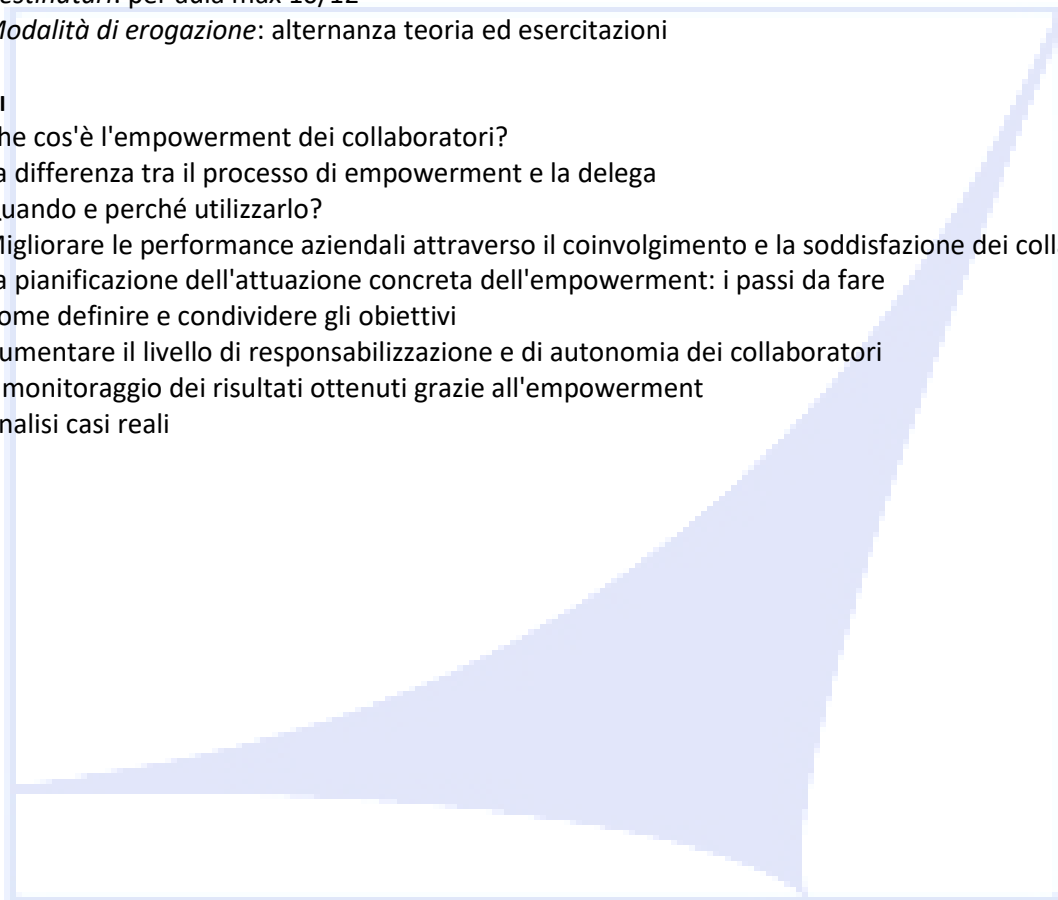 Destinatari: per aula max 10/12
Modalità di erogazione: alternanza teoria ed esercitazioni
he cos'è l'empowerment dei collaboratori?
a differenza tra il processo di empowerment e la delega
uando e perché utilizzarlo?
Migliorare le performance aziendali attraverso il coinvolgimento e la soddisfazione dei coll
a pianificazione dell'attuazione concreta dell'empowerment: i passi da fare
ome definire e condividere gli obiettivi
umentare il livello di responsabilizzazione e di autonomia dei collaboratori
monitoraggio dei risultati ottenuti grazie all'empowerment
nalisi casi reali